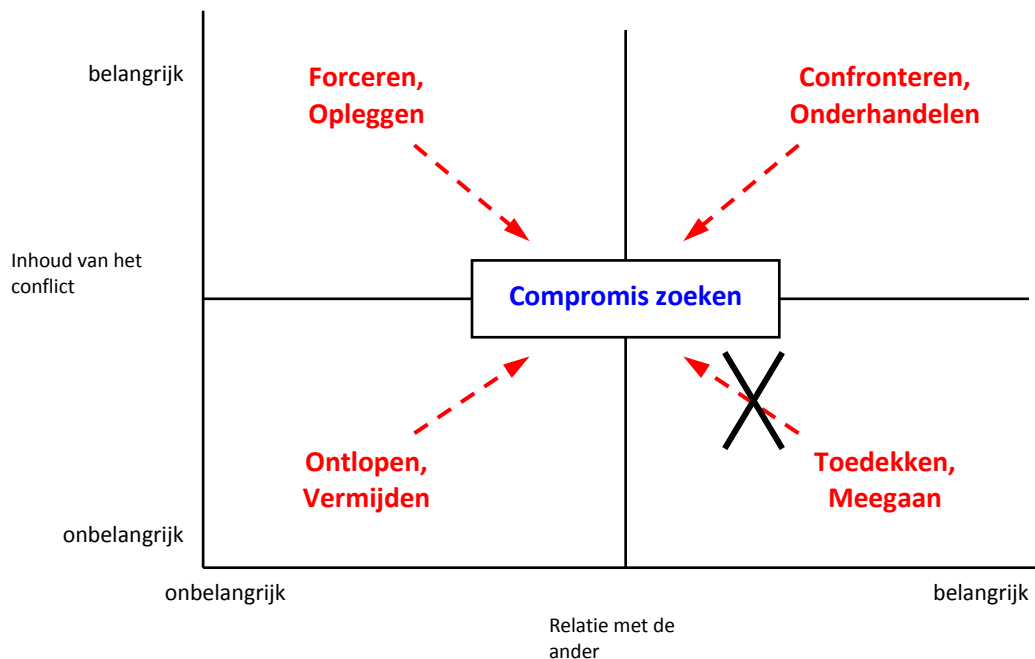 belangrijk
Forceren,
Opleggen
Confronteren,
Onderhandelen
Inhoud van het
conflict
Compromis zoeken
Ontlopen,
Vermijden
Toedekken,
Meegaan
onbelangrijk
onbelangrijk
belangrijk
Relatie met de
ander